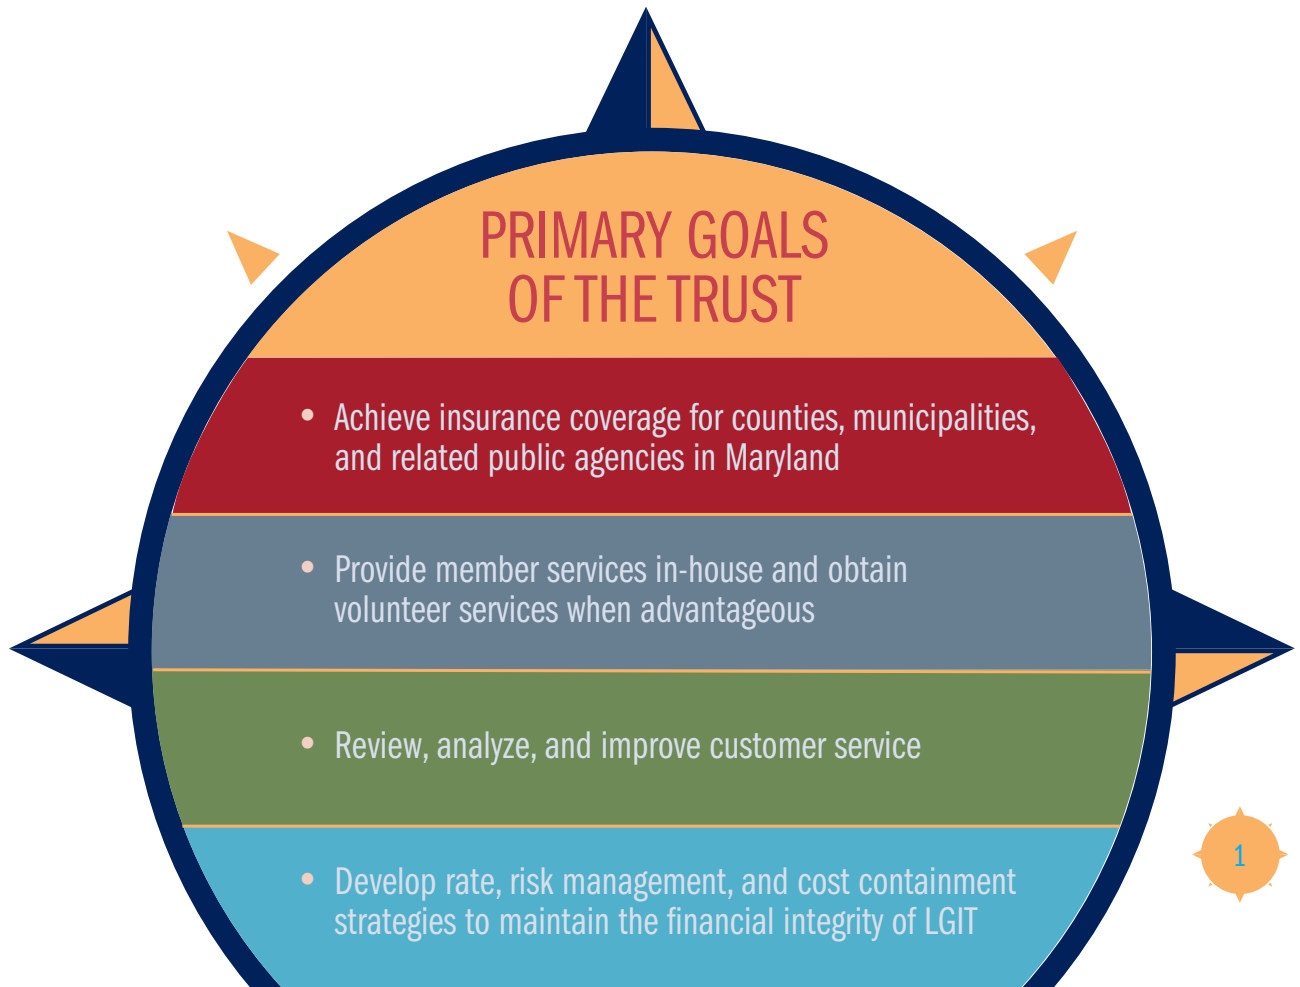 PRIMARY GOALS
OF THE TRUST
• Achieve insurance coverage for counties, municipalities,
and related public agencies in Maryland
• Provide member services in-house and obtain
volunteer services when advantageous
• Review, analyze, and improve customer service
• Develop rate, risk management, and cost containment
strategies to maintain the financial integrity of LGIT
1